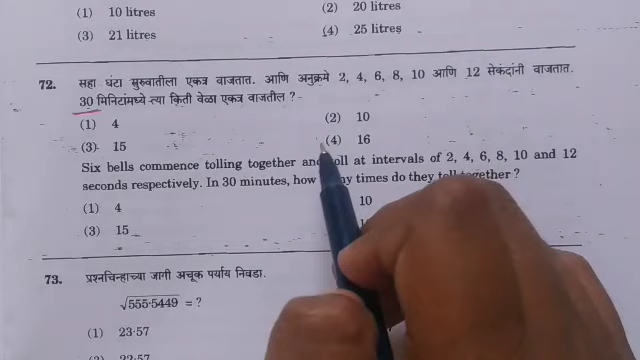 (1) 10 litres
(2) 20 litres
(3) 21 litres
(4) 25 litres
72. सहा घंटा सुरुवातीला एकत्र वाजतात. आणि अनुक्रमे 2, 4, 6, 8, 10 आणि 12 सेकंदांनी वाजतात.
30 मिनिटांमध्ये त्या किती वेळा एकत्र वाजतील ?
(1) 4
(2) 10
(3) 15
(4) 16
Six bells commence tolling together and toll at intervals of 2, 4, 6, 8, 10 and 12
seconds respectively. In 30 minutes, how many times do they toll together ?
(1) 4
10
(3) 15
73. प्रश्नचिन्हाच्या जागी अचूक पर्याय निवडा.
√555·5449 = ?
(1) 23·57